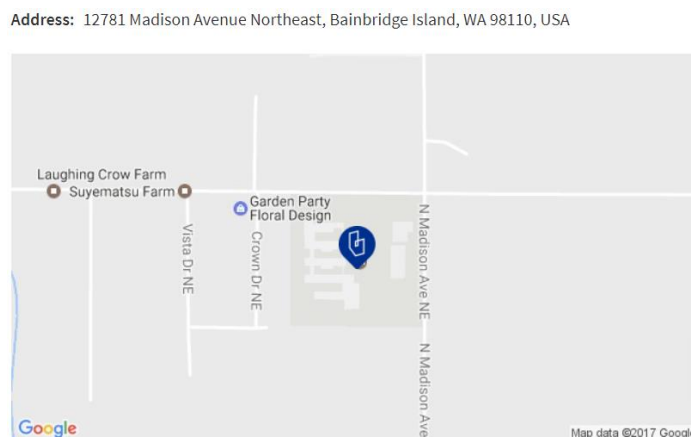 Address: 12781 Madison Avenue Northeast, Bainbridge Island, WA 98110, USA
Laughing Crow Farm
Suyematsu Farm
Garden Party
Floral Design
Vista Dr NE
Crown Dr NE
N Madison Ave NE
N Madison Ave
Google
Map data ©2017 Google